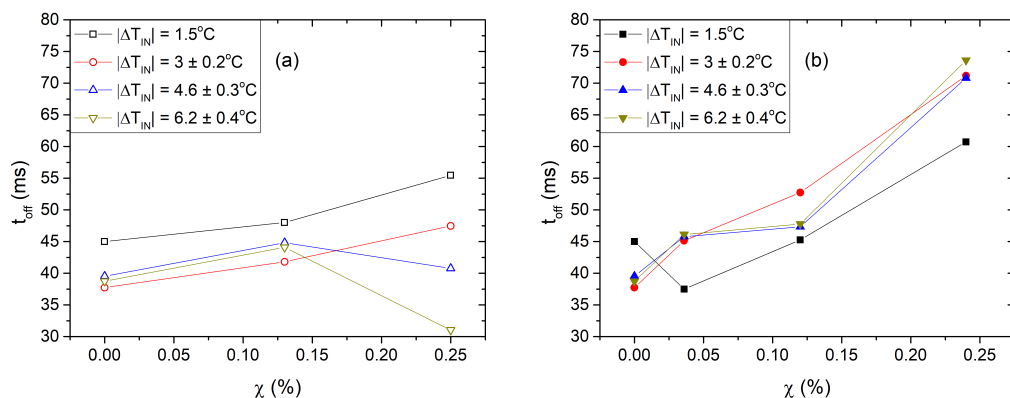 |ΔT_IN| = 1.5°C
|ΔT_IN| = 3 ± 0.2°C
|ΔT_IN| = 4.6 ± 0.3°C
|ΔT_IN| = 6.2 ± 0.4°C
(a)
80
75
70
65
60
55
50
45
40
35
30
t_off (ms)
0.00 0.05 0.10 0.15 0.20 0.25
χ (%)
|ΔT_IN| = 1.5°C
|ΔT_IN| = 3 ± 0.2°C
|ΔT_IN| = 4.6 ± 0.3°C
|ΔT_IN| = 6.2 ± 0.4°C
(b)
80
75
70
65
60
55
50
45
40
35
30
t_off (ms)
0.00 0.05 0.10 0.15 0.20 0.25
χ (%)